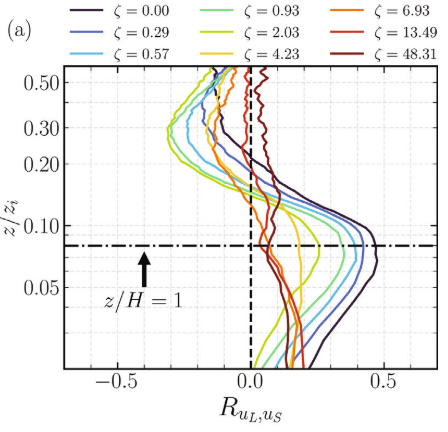 (a)
ζ = 0.00 ζ = 0.93 ζ = 6.93
ζ = 0.29 ζ = 2.03 ζ = 13.49
ζ = 0.57 ζ = 4.23 ζ = 48.31
0.50
0.30
0.20
0.10
0.05
z/z_i
z/H = 1
−0.5 0.0 0.5
R_{u_L,u_S}